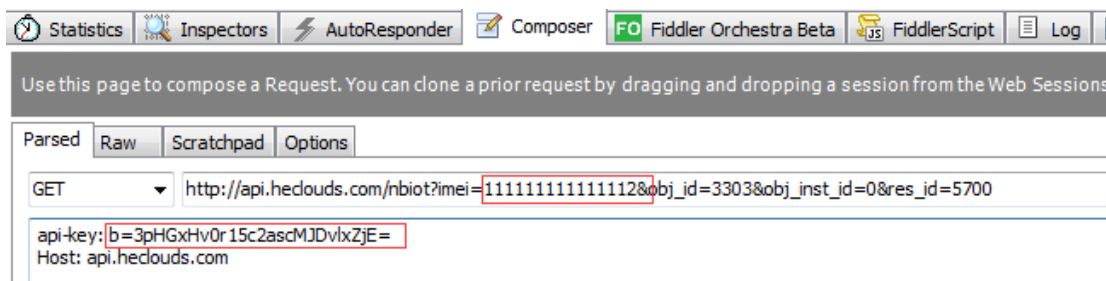 Statistics Inspectors AutoResponder Composer FO Fiddler Orchestra Beta JS FiddlerScript Log
Use this page to compose a Request. You can clone a prior request by dragging and dropping a session from the Web Sessions
Parsed Raw Scratchpad Options
GET http://api.heclouds.com/nbiot?imei=111111111111112&obj_id=3303&obj_inst_id=0&res_id=5700
api-key: b=3pHGxHv0r15c2ascMJDvlxZjE=
Host: api.heclouds.com